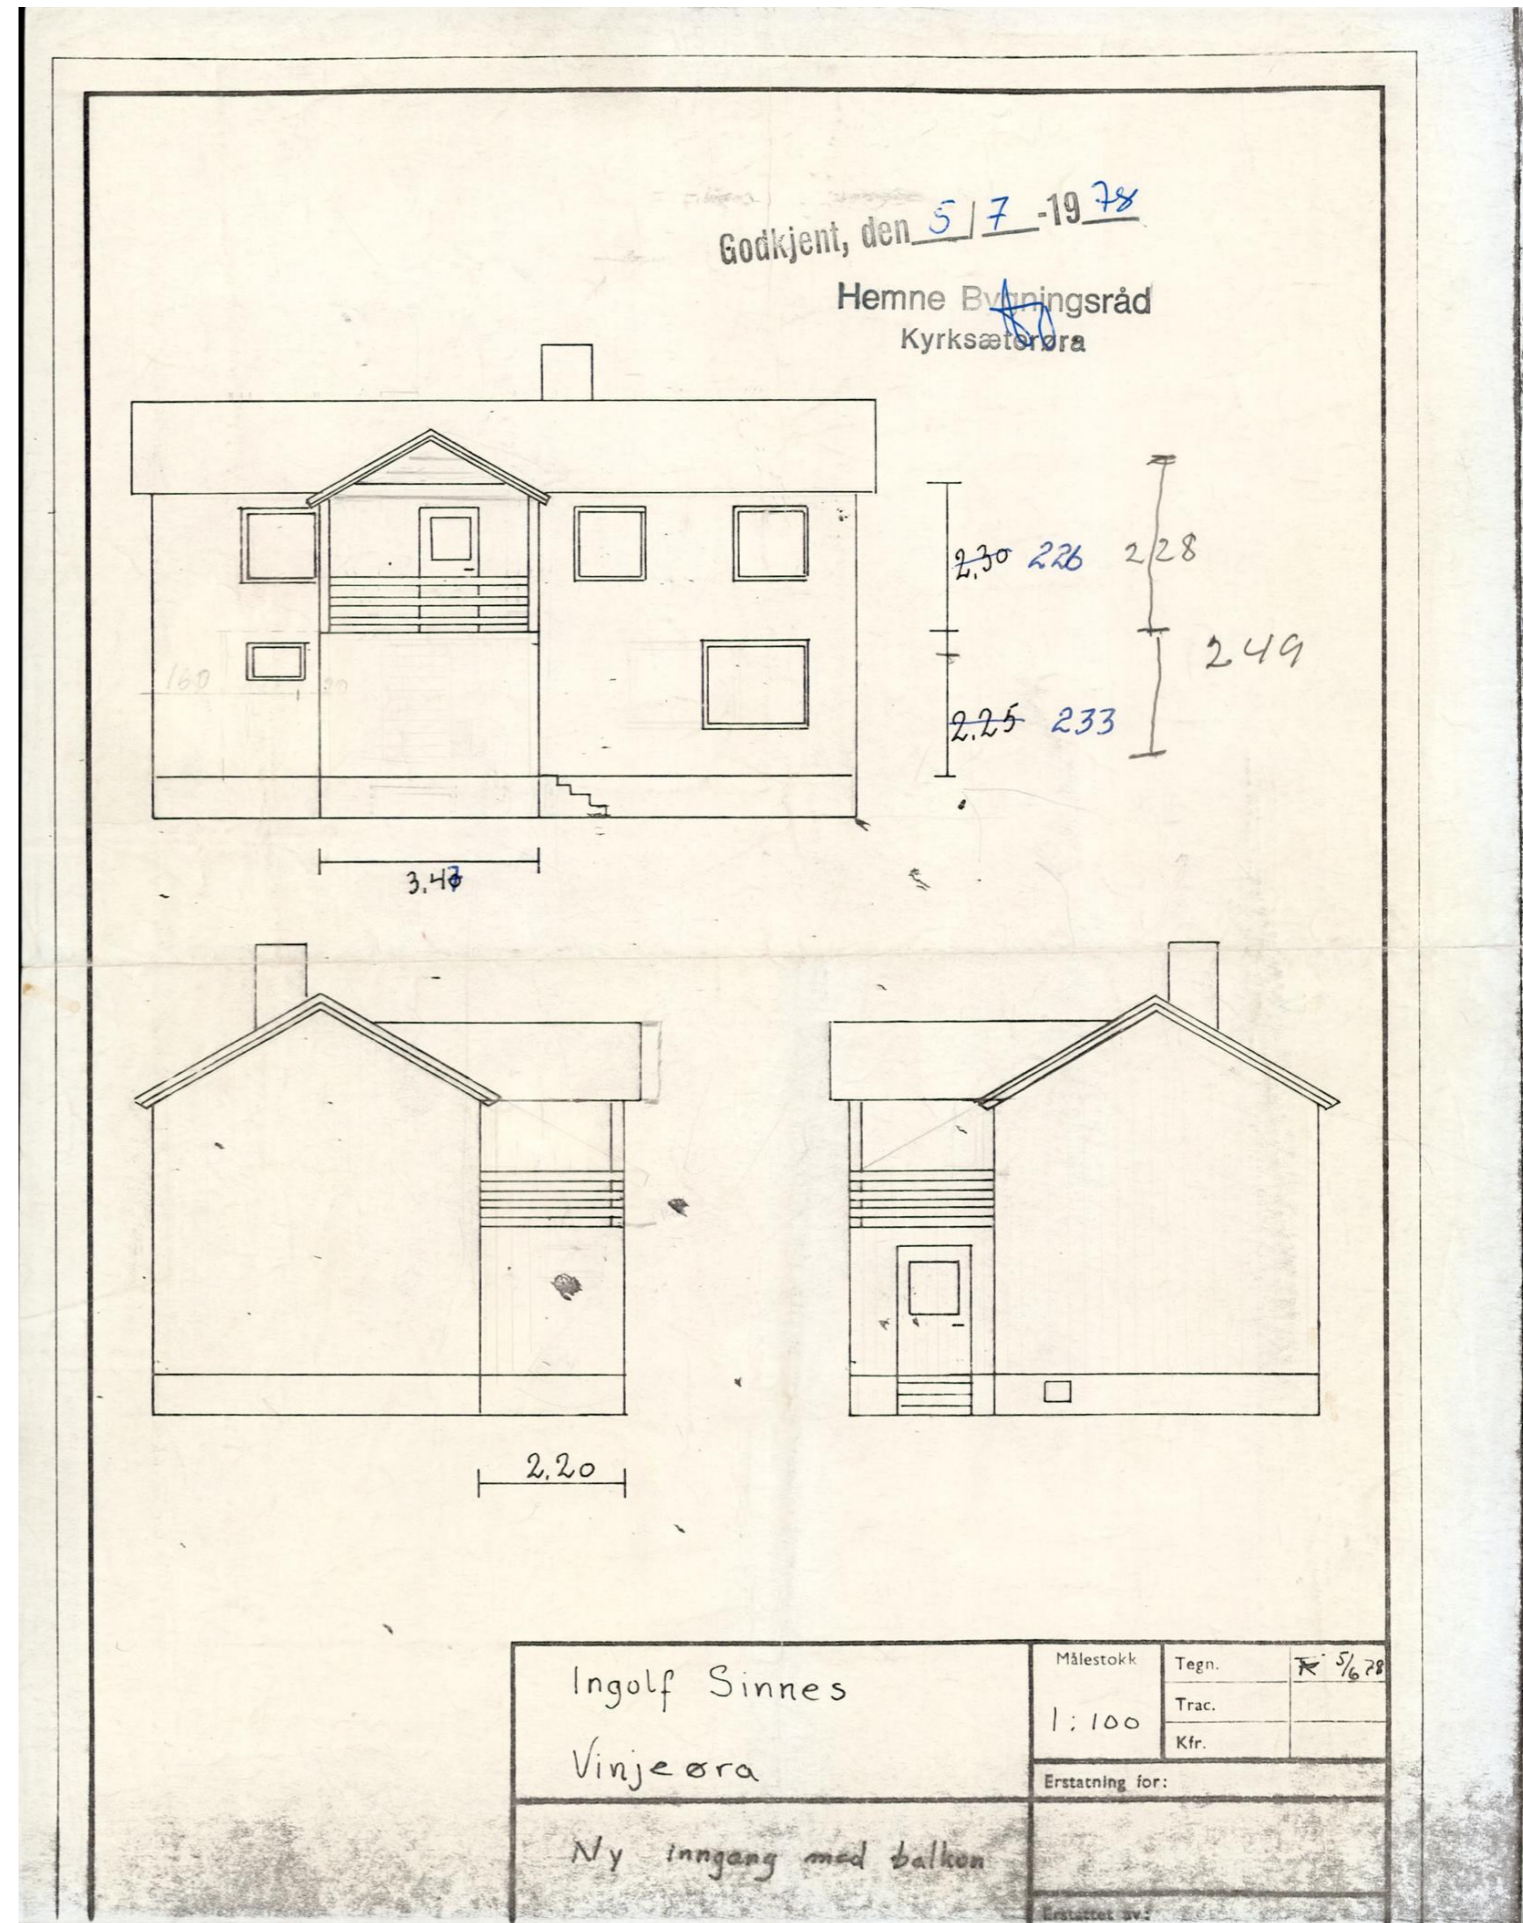 Godkjent, den 5/7-1978
Hemne Bygningsråd
Kyrksæterøra
2.30 226 228
249
160
2.25 233
3.43
2.20
Ingolf Sinnes
Vinjeøra
Målestokk
1:100
Tegn. 5/6 78
Trac.
Kfr.
Erstatning for:
Ny inngang med balkon
Erstattet av: